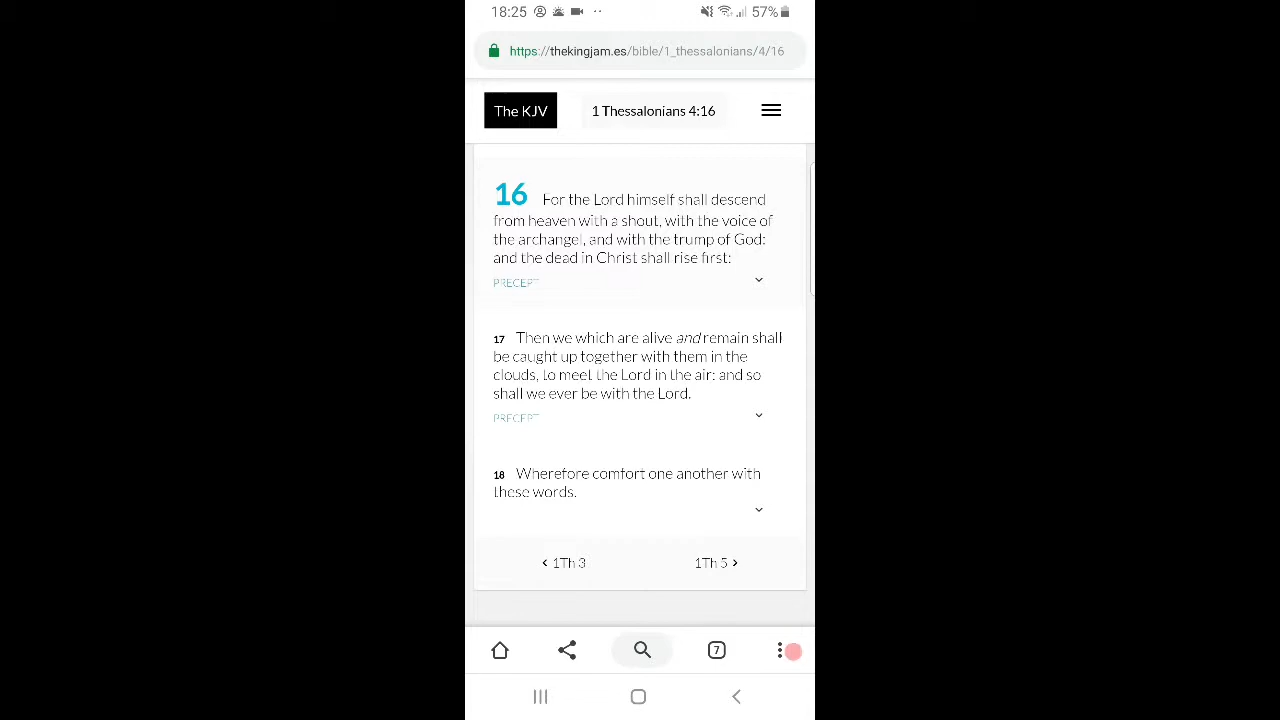 18:25 57%
https://thekingjam.es/bible/1_thessalonians/4/16
The KJV 1 Thessalonians 4:16
16 For the Lord himself shall descend
from heaven with a shout, with the voice of
the archangel, and with the trump of God:
and the dead in Christ shall rise first:
PRECEPT
17 Then we which are alive and remain shall
be caught up together with them in the
clouds, to meet the Lord in the air: and so
shall we ever be with the Lord.
PRECEPT
18 Wherefore comfort one another with
these words.
< 1Th 3 1Th 5 >
7